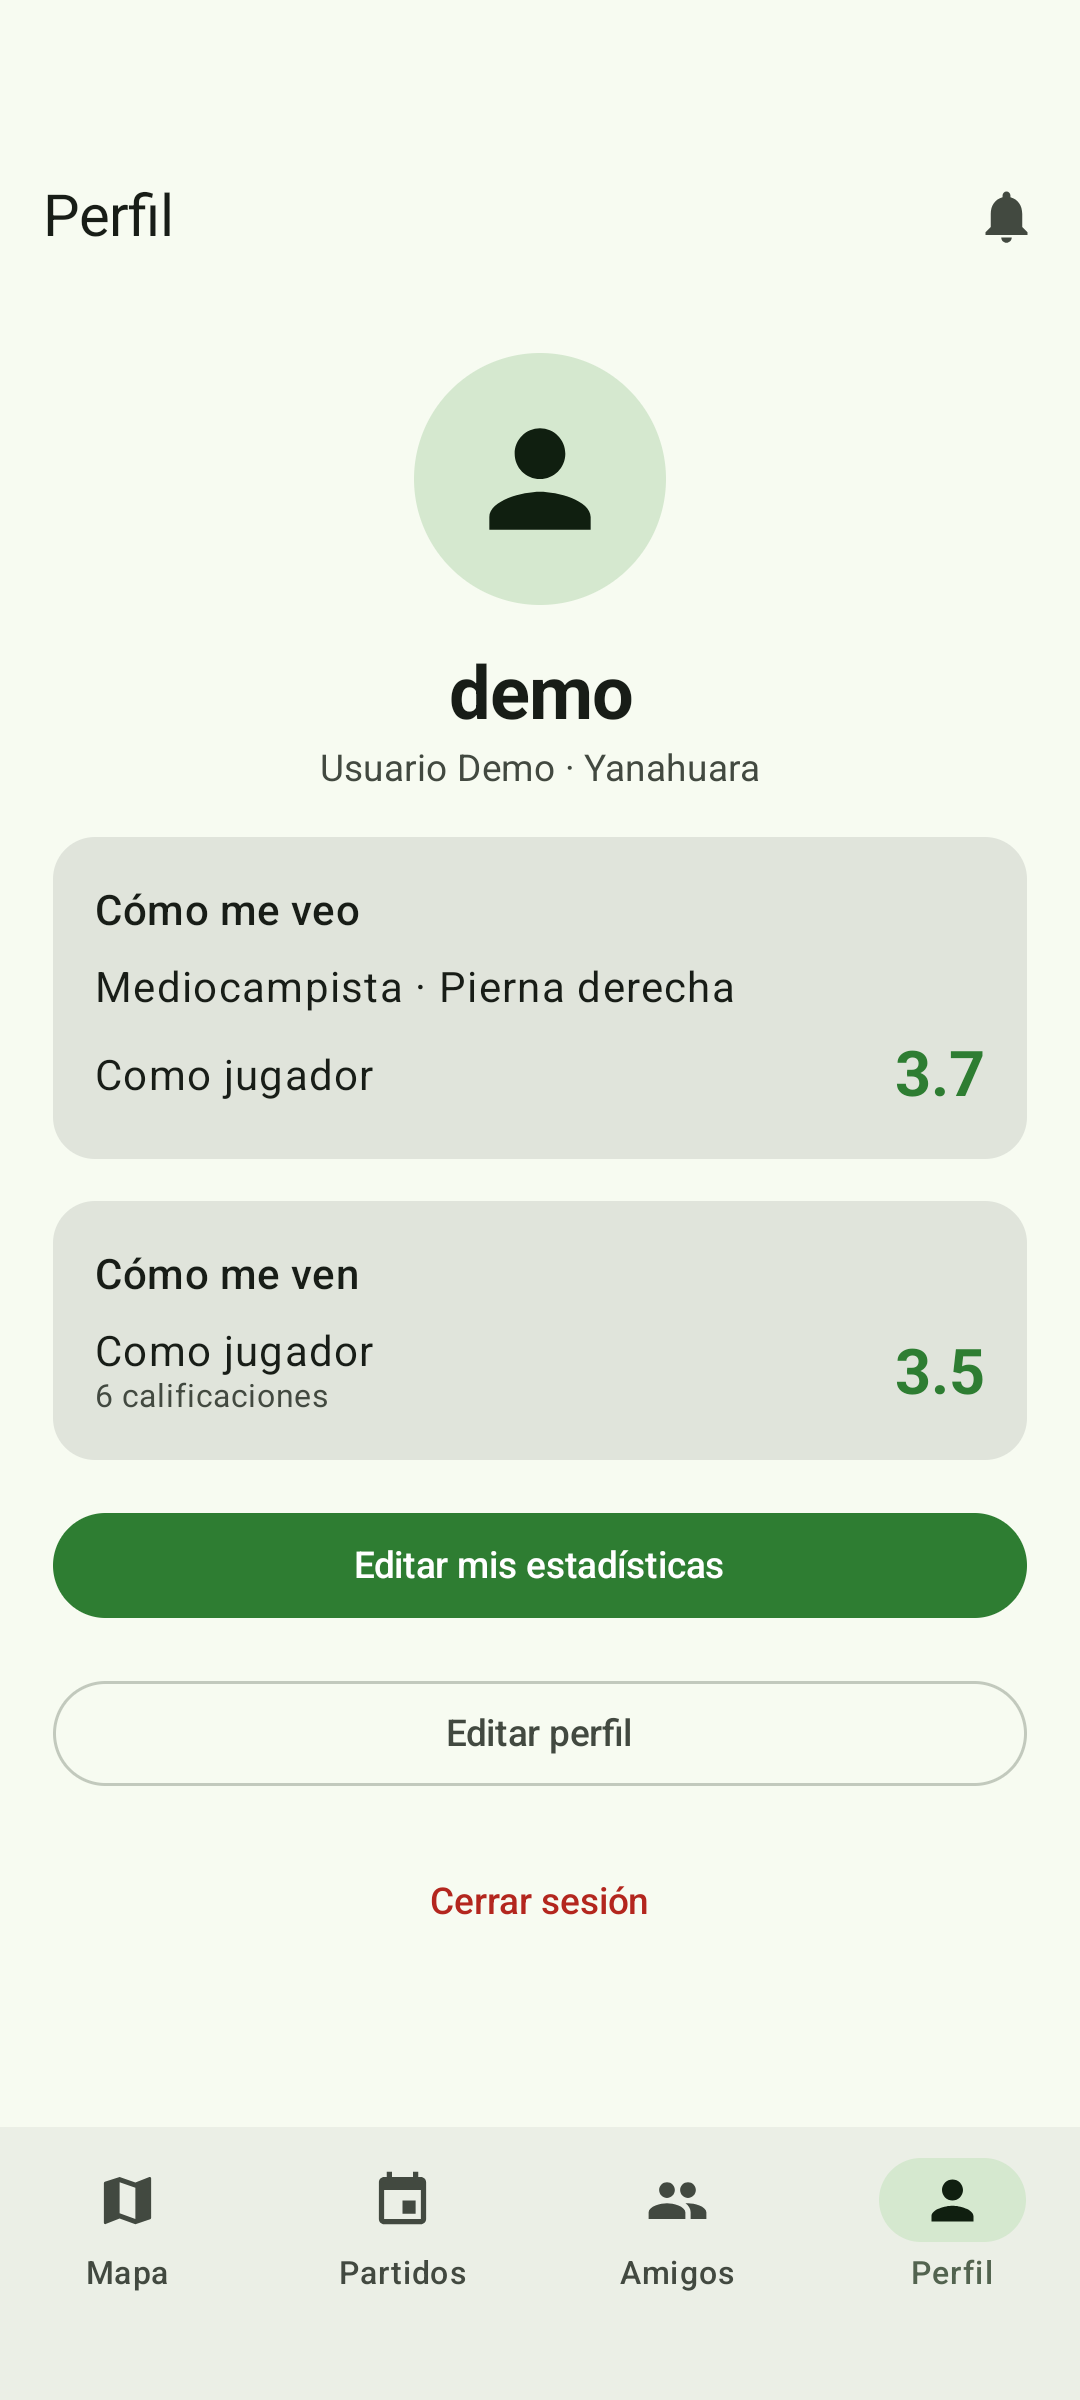 Perfil
demo
Usuario Demo · Yanahuara
Cómo me veo
Mediocampista · Pierna derecha
Como jugador
3.7
Cómo me ven
Como jugador
6 calificaciones
3.5
Editar mis estadísticas
Editar perfil
Cerrar sesión
Mapa
Partidos
Amigos
Perfil